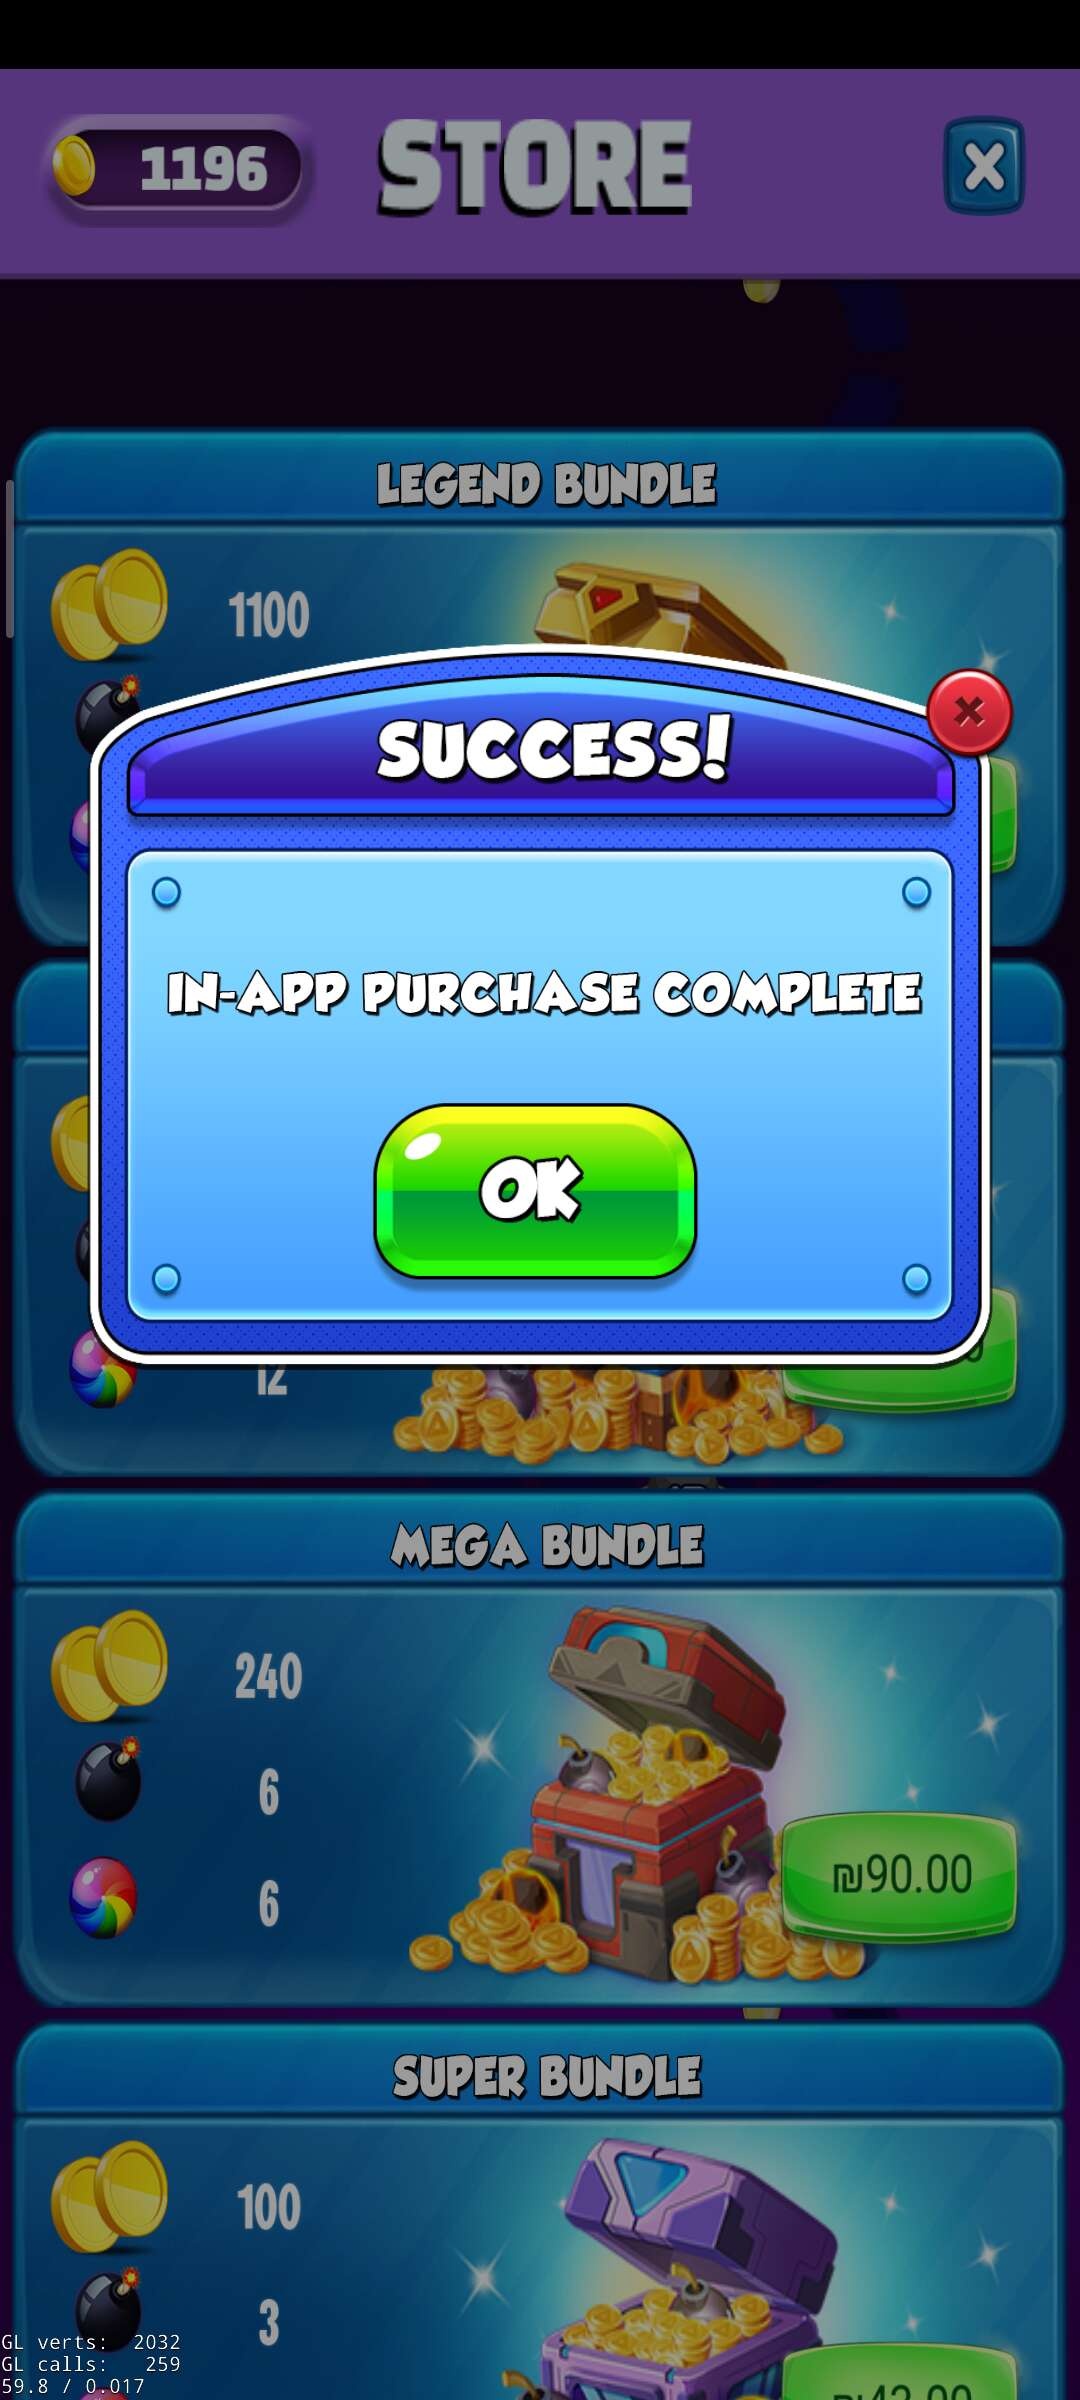 1196
STORE
LEGEND BUNDLE
1100
SUCCESS!
IN-APP PURCHASE COMPLETE
OK
12
MEGA BUNDLE
240
6
6
₪90.00
SUPER BUNDLE
100
3
GL verts: 2032
GL calls: 259
59.8 / 0.017